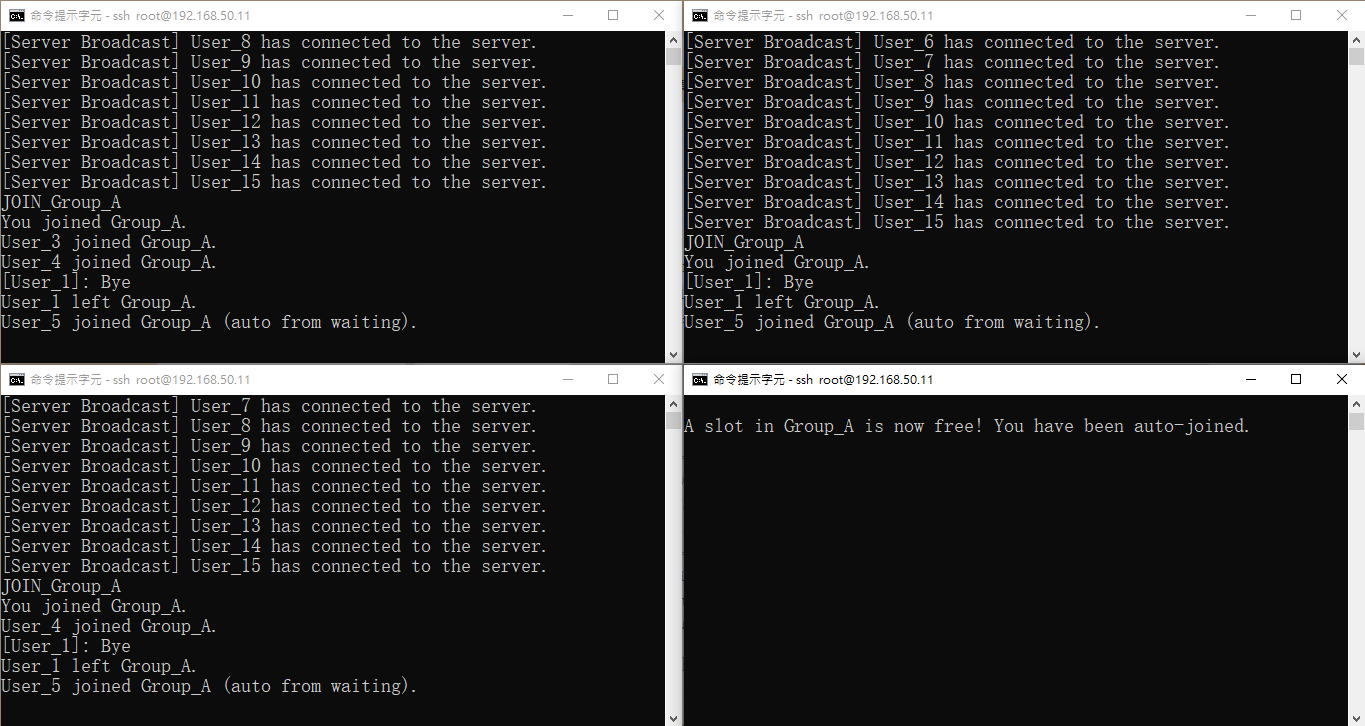 命令提示字元 - ssh root@192.168.50.11
[Server Broadcast] User_8 has connected to the server.
[Server Broadcast] User_9 has connected to the server.
[Server Broadcast] User_10 has connected to the server.
[Server Broadcast] User_11 has connected to the server.
[Server Broadcast] User_12 has connected to the server.
[Server Broadcast] User_13 has connected to the server.
[Server Broadcast] User_14 has connected to the server.
[Server Broadcast] User_15 has connected to the server.
JOIN_Group_A
You joined Group_A.
User_3 joined Group_A.
User_4 joined Group_A.
[User_1]: Bye
User_1 left Group_A.
User_5 joined Group_A (auto from waiting).
命令提示字元 - ssh root@192.168.50.11
[Server Broadcast] User_6 has connected to the server.
[Server Broadcast] User_7 has connected to the server.
[Server Broadcast] User_8 has connected to the server.
[Server Broadcast] User_9 has connected to the server.
[Server Broadcast] User_10 has connected to the server.
[Server Broadcast] User_11 has connected to the server.
[Server Broadcast] User_12 has connected to the server.
[Server Broadcast] User_13 has connected to the server.
[Server Broadcast] User_14 has connected to the server.
[Server Broadcast] User_15 has connected to the server.
JOIN_Group_A
You joined Group_A.
[User_1]: Bye
User_1 left Group_A.
User_5 joined Group_A (auto from waiting).
命令提示字元 - ssh root@192.168.50.11
[Server Broadcast] User_7 has connected to the server.
[Server Broadcast] User_8 has connected to the server.
[Server Broadcast] User_9 has connected to the server.
[Server Broadcast] User_10 has connected to the server.
[Server Broadcast] User_11 has connected to the server.
[Server Broadcast] User_12 has connected to the server.
[Server Broadcast] User_13 has connected to the server.
[Server Broadcast] User_14 has connected to the server.
[Server Broadcast] User_15 has connected to the server.
JOIN_Group_A
You joined Group_A.
User_4 joined Group_A.
[User_1]: Bye
User_1 left Group_A.
User_5 joined Group_A (auto from waiting).
命令提示字元 - ssh root@192.168.50.11
A slot in Group_A is now free! You have been auto-joined.